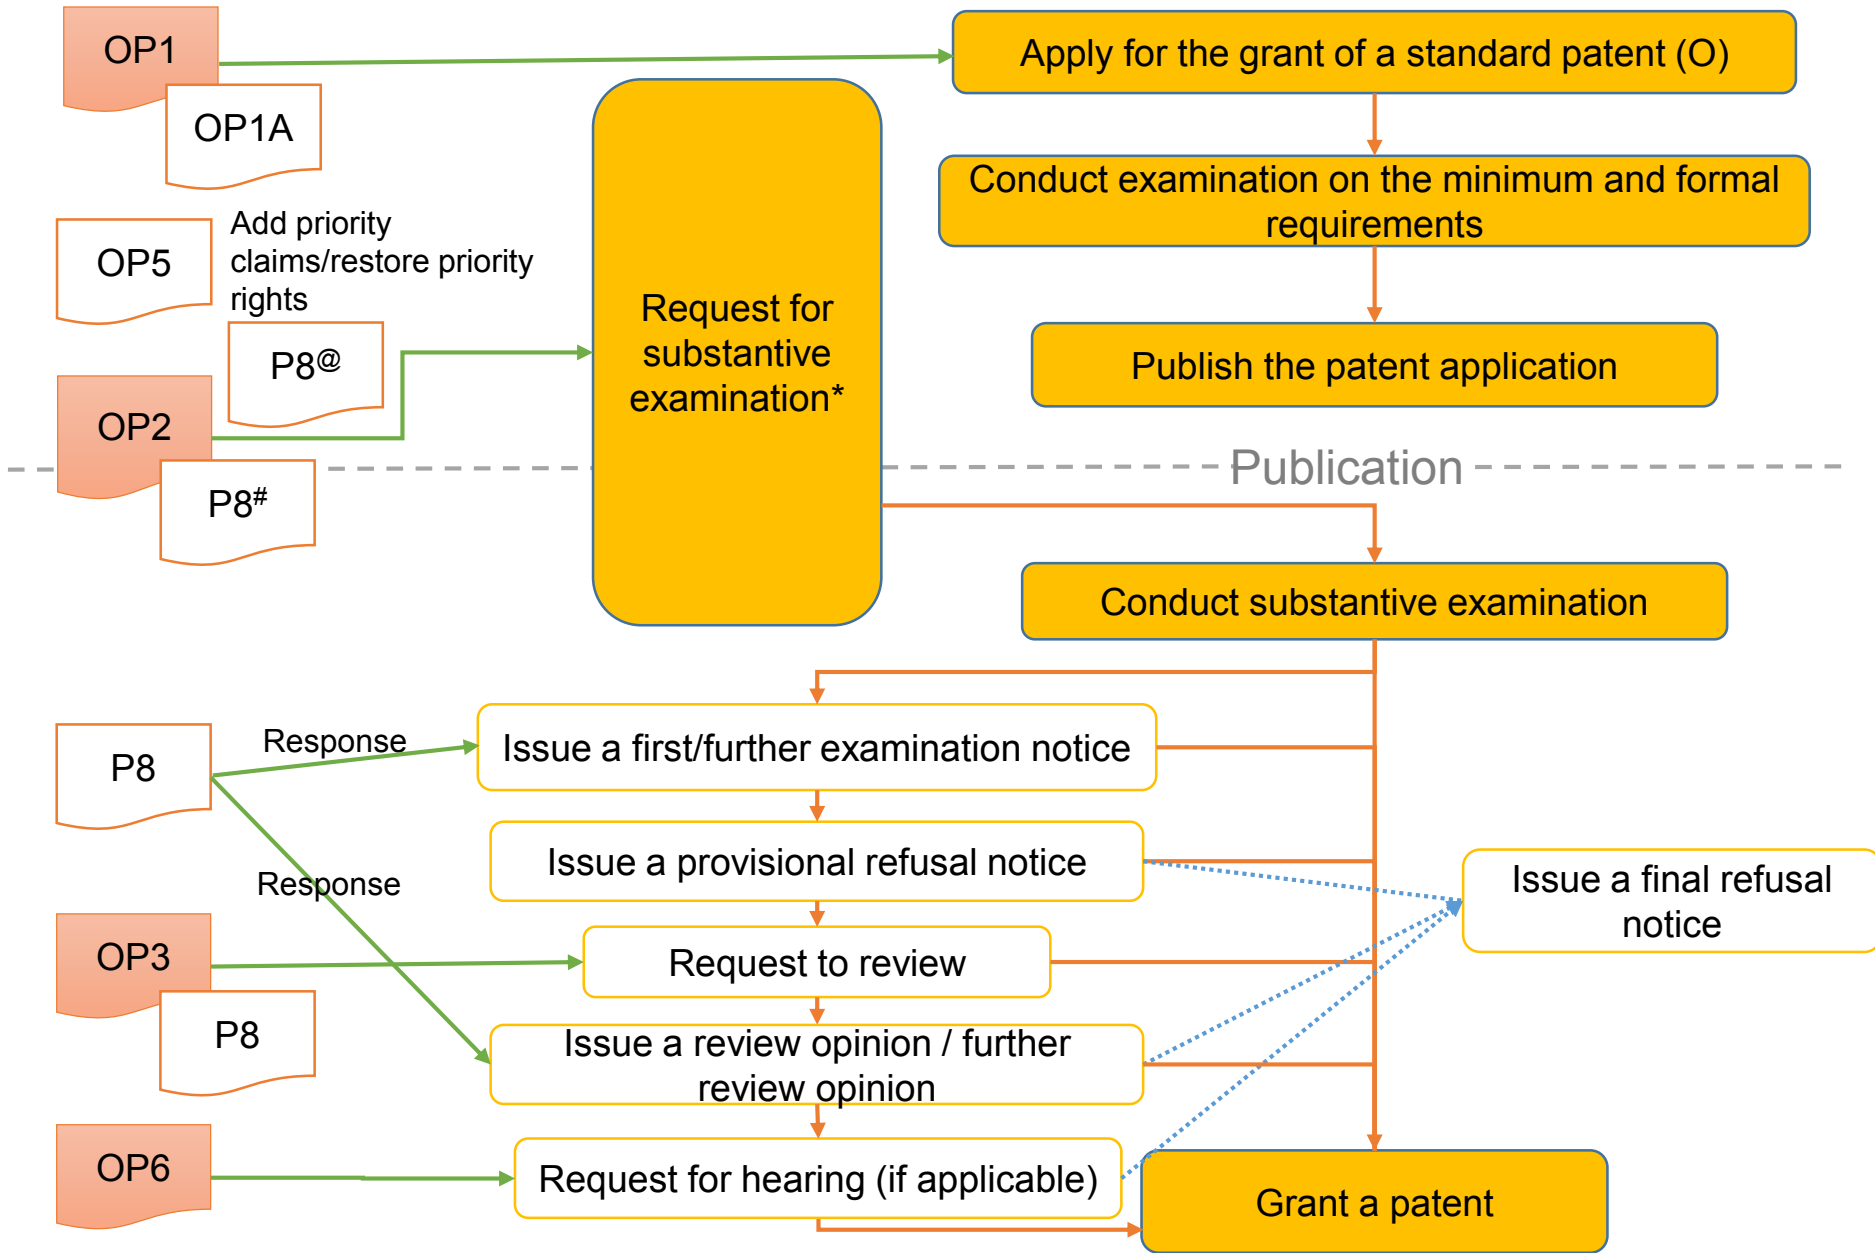 OP1
Apply for the grant of a standard patent (O)
OP1A
Conduct examination on the minimum and formal
requirements
OP5
Add priority
claims/restore priority
rights
Request for
substantive
examination*
P8@
Publish the patent application
OP2
Publication
P8#
Conduct substantive examination
P8
Response
Issue a first/further examination notice
Issue a provisional refusal notice
Response
Issue a final refusal
notice
OP3
Request to review
P8
Issue a review opinion / further
review opinion
OP6
Request for hearing (if applicable)
Grant a patent